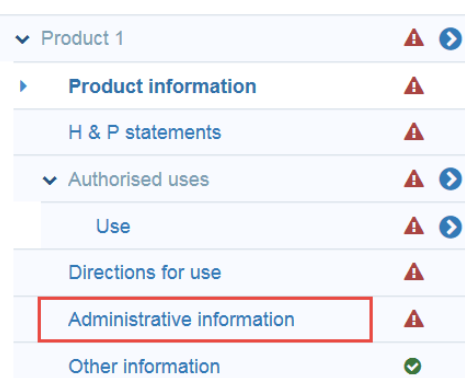 Product 1
Product information
H & P statements
Authorised uses
Use
Directions for use
Administrative information
Other information